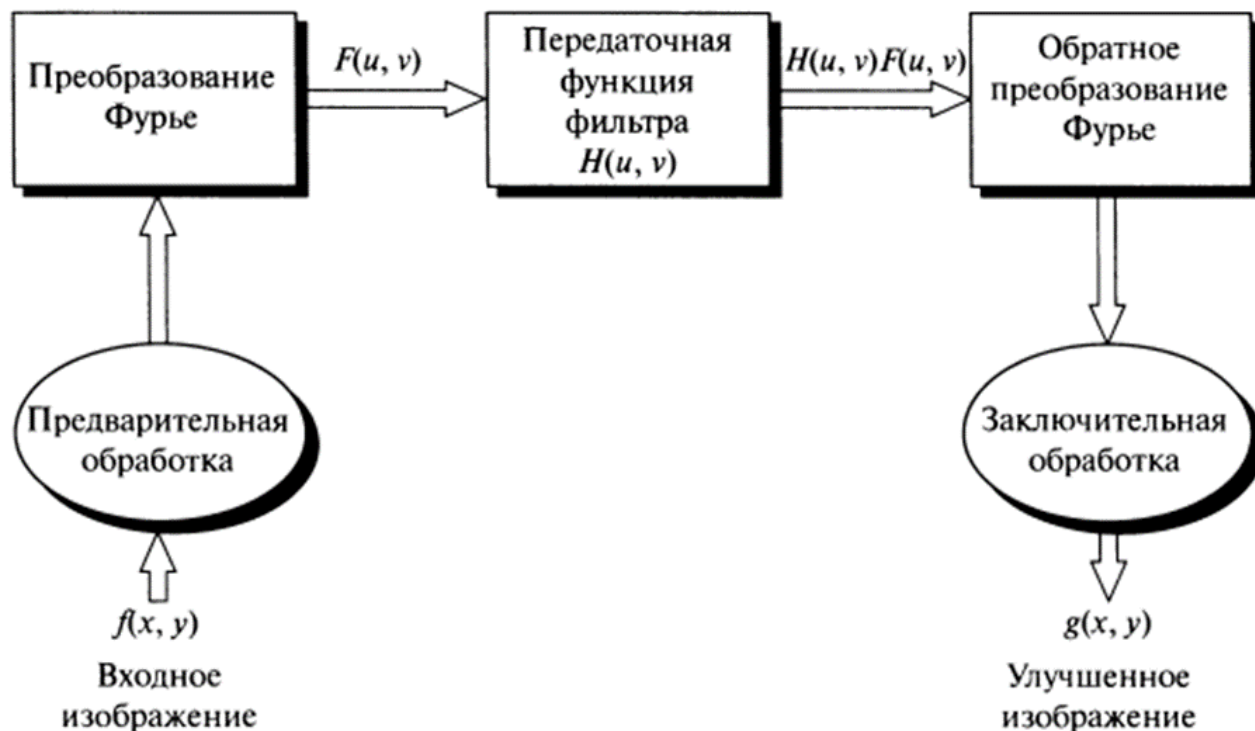 Преобразование
Фурье
F(u, v)
Передаточная
функция
фильтра
H(u, v)
H(u, v)F(u, v)
Обратное
преобразование
Фурье
Предварительная
обработка
f(x, y)
Входное
изображение
Заключительная
обработка
g(x, y)
Улучшенное
изображение